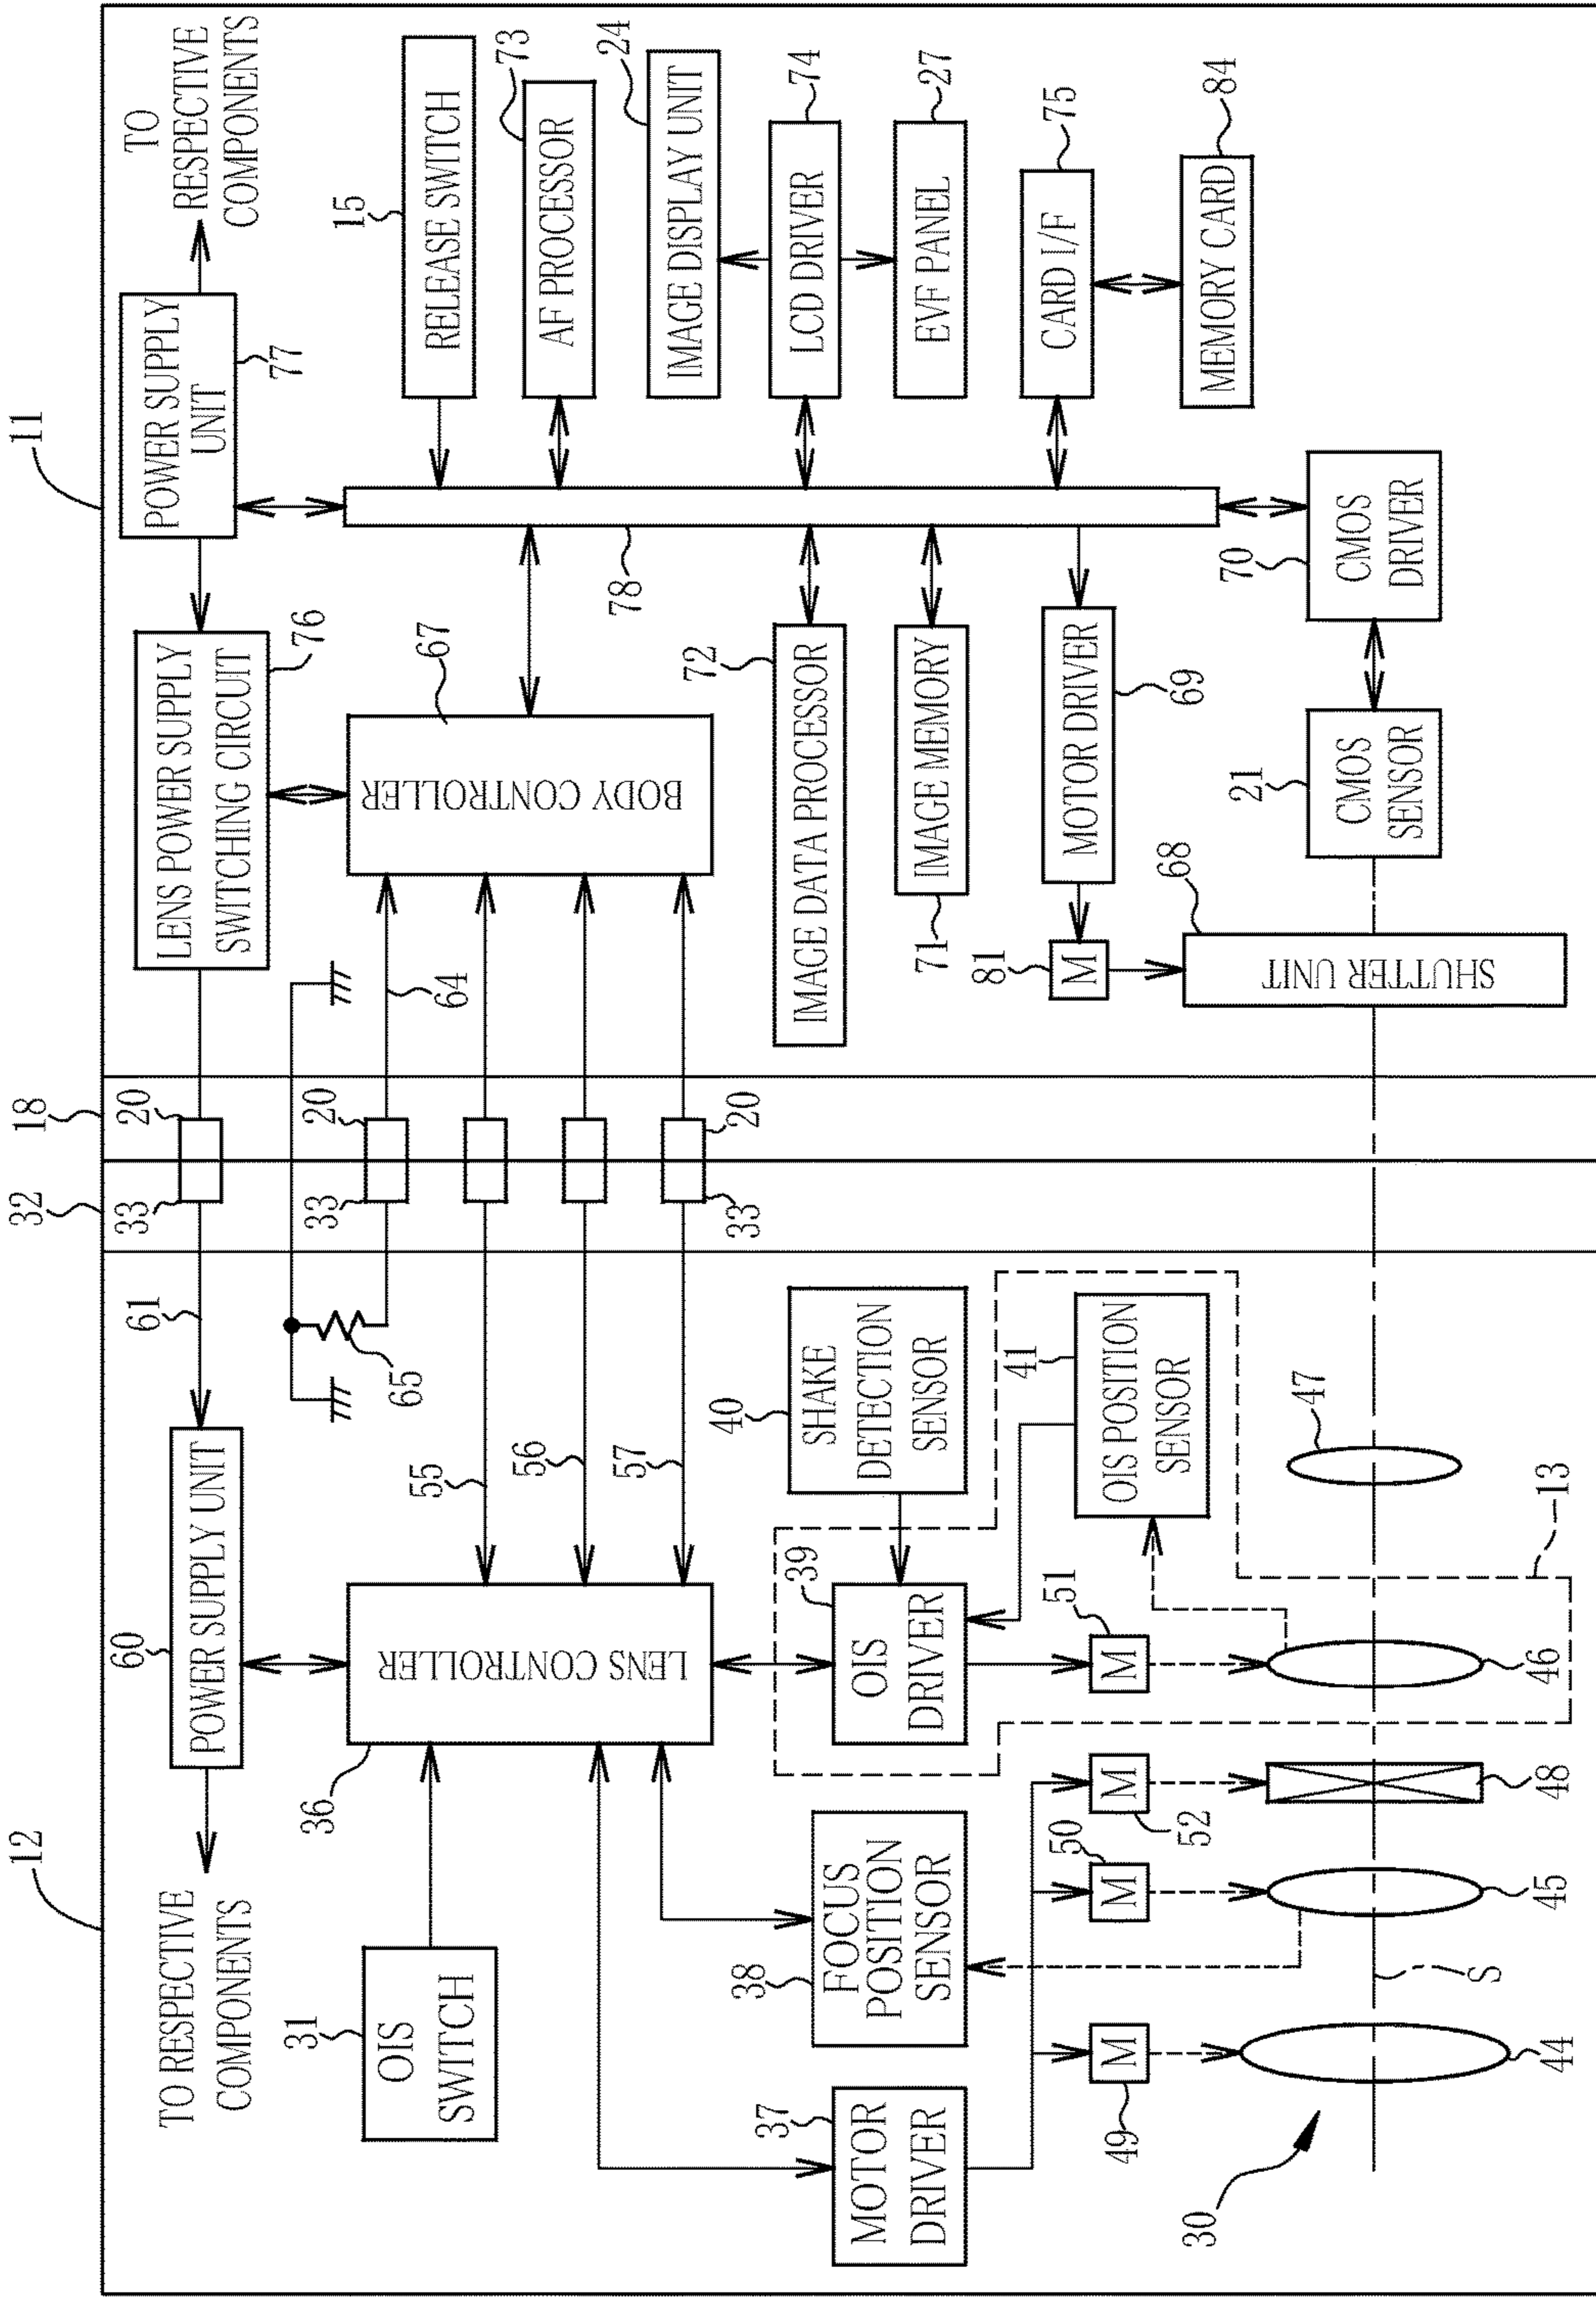 12
11
32
18
TO RESPECTIVE
COMPONENTS
60
POWER SUPPLY UNIT
61
33
20
LENS POWER SUPPLY
SWITCHING CIRCUIT
76
POWER SUPPLY
UNIT
77
TO
RESPECTIVE
COMPONENTS
31
OIS
SWITCH
36
LENS CONTROLLER
65
33
20
64
55
56
57
33
20
BODY CONTROLLER
67
78
15
RELEASE SWITCH
AF PROCESSOR
73
IMAGE DISPLAY UNIT
24
LCD DRIVER
74
EVF PANEL
27
CARD I/F
75
MEMORY CARD
84
37
MOTOR
DRIVER
38
FOCUS
POSITION
SENSOR
39
OIS
DRIVER
40
SHAKE
DETECTION
SENSOR
41
OIS POSITION
SENSOR
IMAGE DATA PROCESSOR
72
71
IMAGE MEMORY
81
M
MOTOR DRIVER
69
70
CMOS
DRIVER
21
CMOS
SENSOR
68
SHUTTER UNIT
49
M
50
M
M
52
M
51
30
44
S
45
48
46
13
47